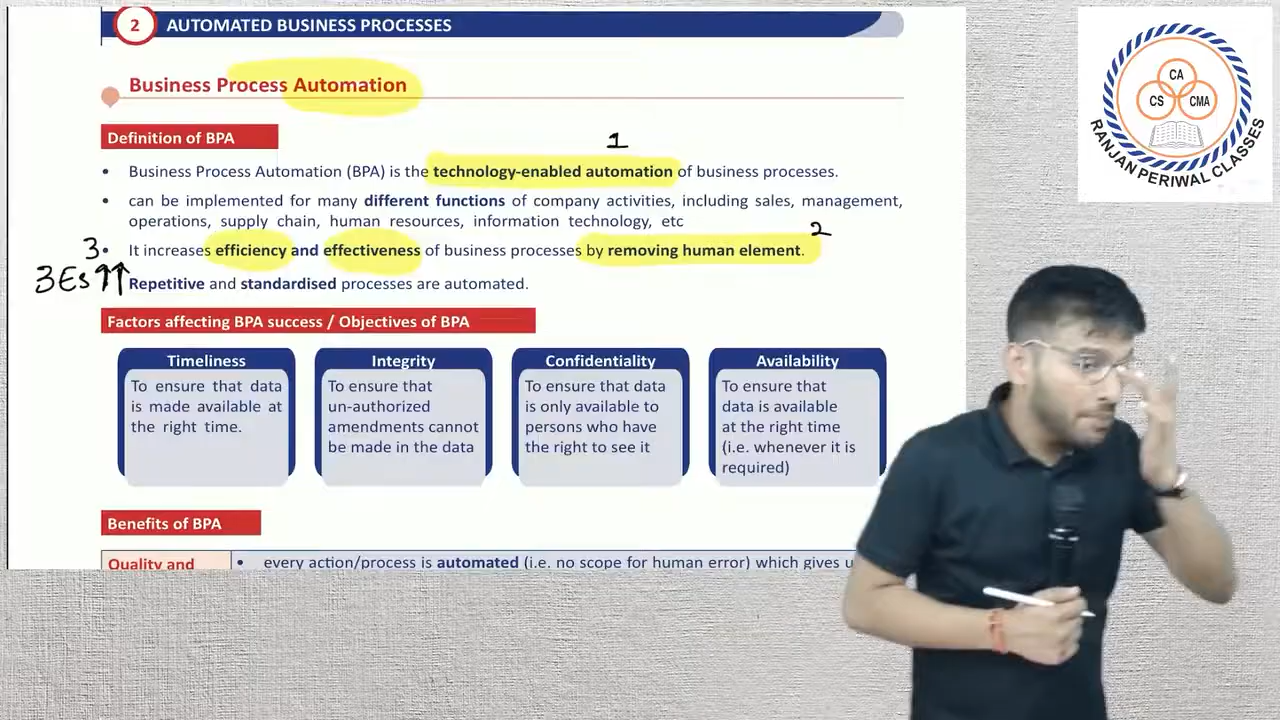 2 AUTOMATED BUSINESS PROCESSES
Business Process Automation
Definition of BPA
1
• Business Process Automation (BPA) is the technology-enabled automation of business processes.
• can be implemented for many different functions of company activities, including sales, management,
operations, supply chain, human resources, information technology, etc
2
3• It increases efficiency and effectiveness of business processes by removing human element.
3Es↑↑ Repetitive and standardised processes are automated.
Factors affecting BPA success / Objectives of BPA
Timeliness
To ensure that data
is made available at
the right time.
Integrity
To ensure that
un-authorized
amendments cannot
be made in the data
Confidentiality
To ensure that data
is only available to
persons who have
the right to see it
Availability
To ensure that
data is available
at the right time
(i.e. whenever it is
required)
Benefits of BPA
Quality and
• every action/process is automated (i.e. no scope for human error) which gives
CA
CS
CMA
RANJAN PERIWAL CLASSES